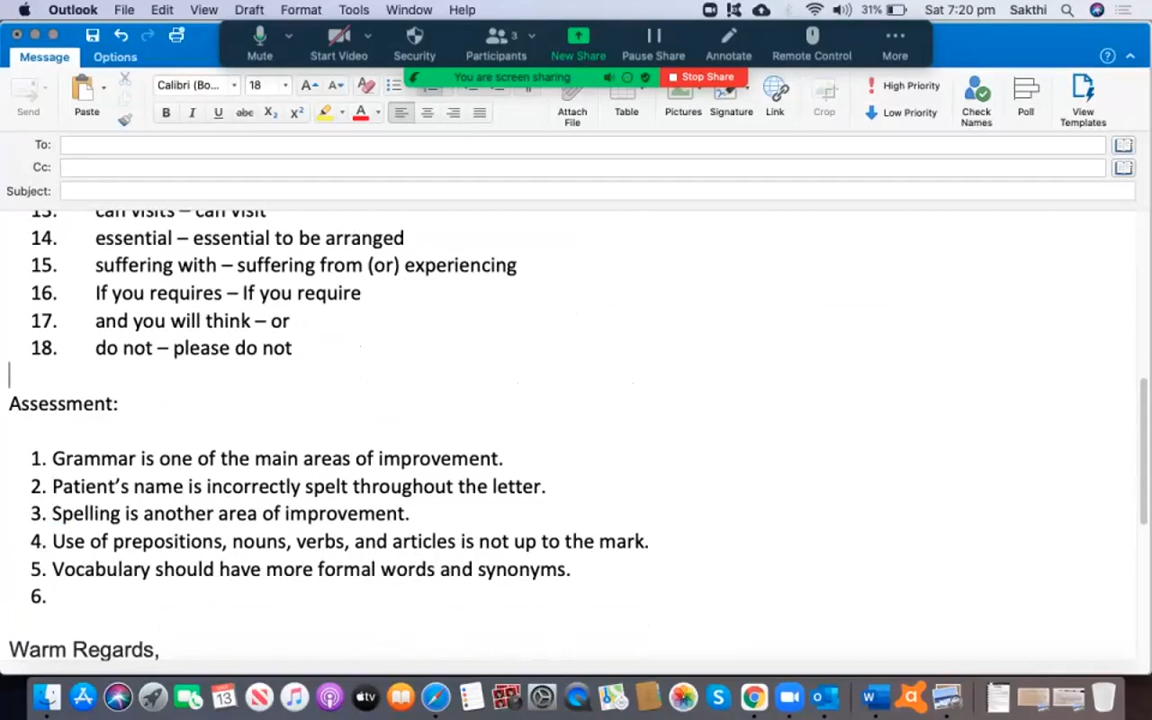 Outlook File Edit View Draft Format Tools Window Help 31% Sat 7:20 pm Sakthi
Mute Start Video Security Participants 3 New Share Pause Share Annotate Remote Control More
Message Options
You are screen sharing Stop Share
Send Paste Calibri (Bo... 18 A A B I U abc X2 X2 A Attach File Table Pictures Signature Link Crop High Priority Low Priority Check Names Poll View Templates
To:
Cc:
Subject:
can visits – can visit
14. essential – essential to be arranged
15. suffering with – suffering from (or) experiencing
16. If you requires – If you require
17. and you will think – or
18. do not – please do not
Assessment:
1. Grammar is one of the main areas of improvement.
2. Patient's name is incorrectly spelt throughout the letter.
3. Spelling is another area of improvement.
4. Use of prepositions, nouns, verbs, and articles is not up to the mark.
5. Vocabulary should have more formal words and synonyms.
6.
Warm Regards,
13 tv S W